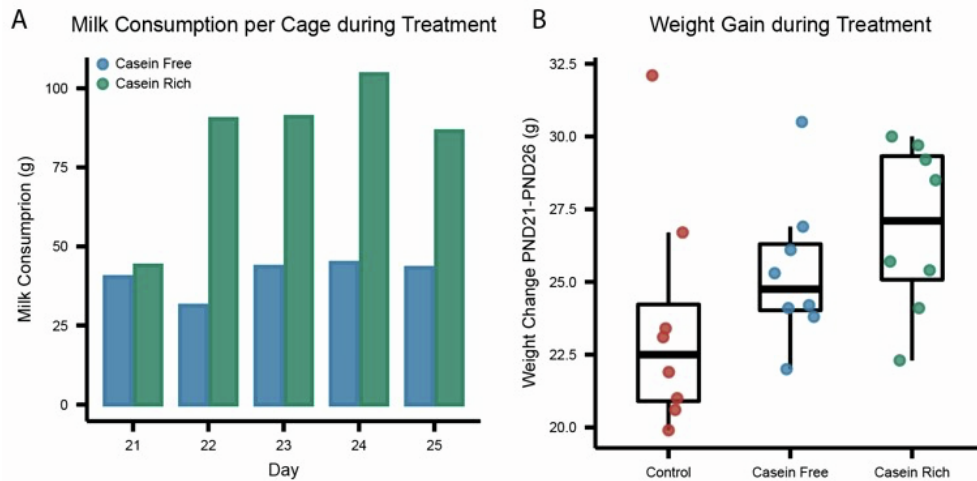 A
Milk Consumption per Cage during Treatment
Casein Free
Casein Rich
100
75
50
25
0
Milk Consumprion (g)
21 22 23 24 25
Day
B
Weight Gain during Treatment
32.5
30.0
27.5
25.0
22.5
20.0
Weight Change PND21-PND26 (g)
Control Casein Free Casein Rich